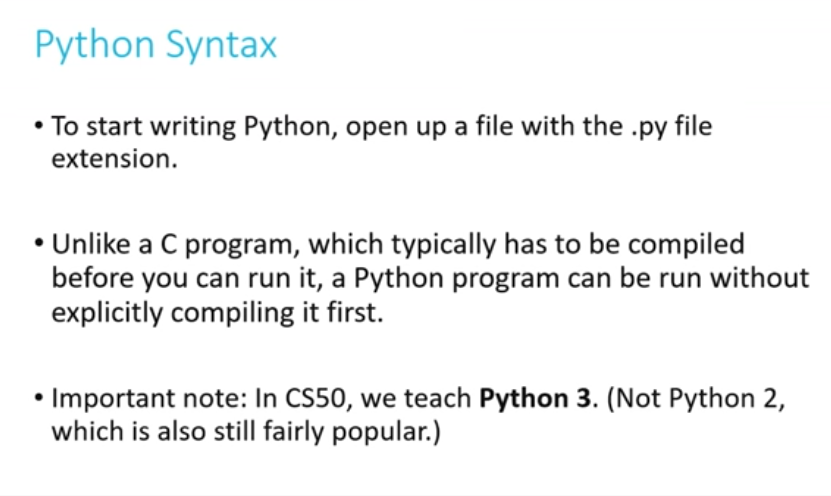 Python Syntax
• To start writing Python, open up a file with the .py file
extension.
• Unlike a C program, which typically has to be compiled
before you can run it, a Python program can be run without
explicitly compiling it first.
• Important note: In CS50, we teach Python 3. (Not Python 2,
which is also still fairly popular.)